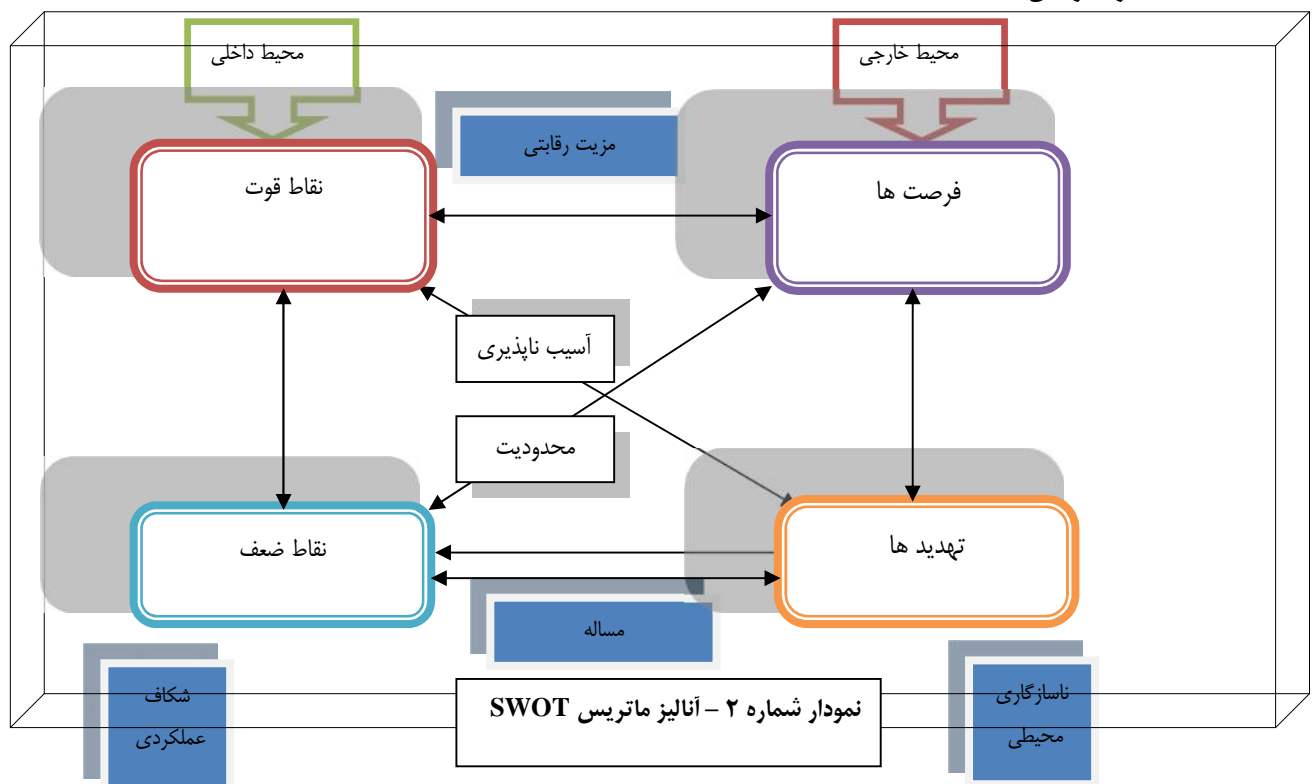 محیط خارجی
محیط داخلی
مزیت رقابتی
فرصت ها
نقاط قوت
آسیب ناپذیری
محدودیت
تهدید ها
نقاط ضعف
مساله
ناسازگاری
محیطی
نمودار شماره ۲ – آنالیز ماتریس SWOT
شکاف
عملکردی